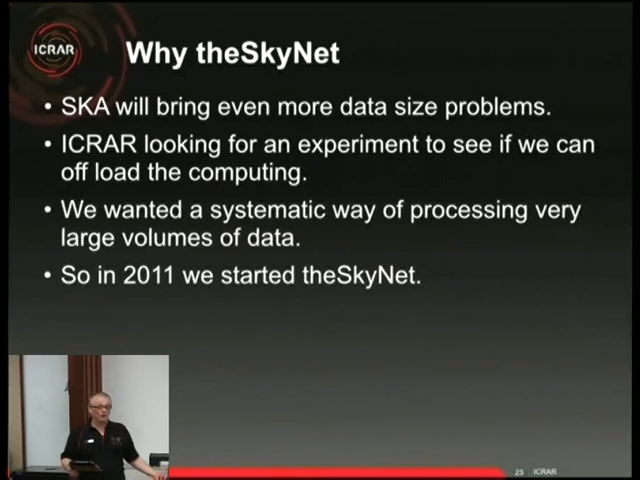 ICRAR
Why theSkyNet
• SKA will bring even more data size problems.
• ICRAR looking for an experiment to see if we can
off load the computing.
• We wanted a systematic way of processing very
large volumes of data.
• So in 2011 we started theSkyNet.
23 ICRAR